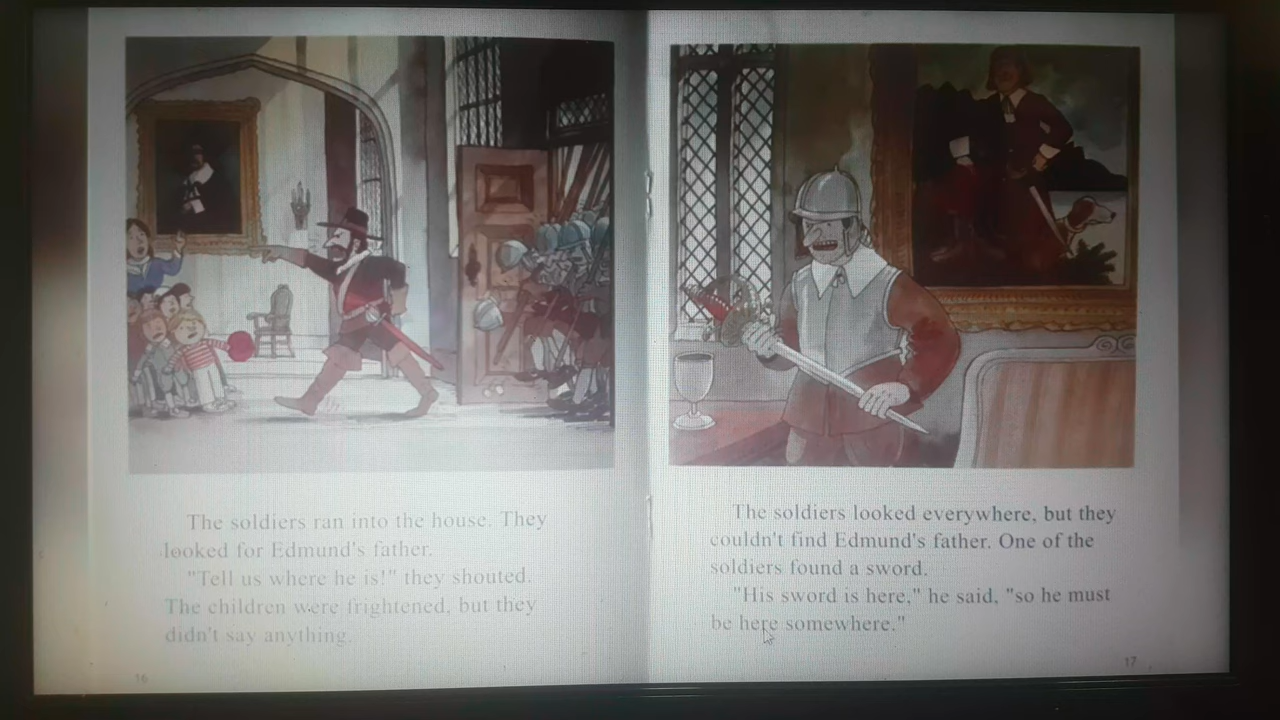 The soldiers ran into the house. They
looked for Edmund's father.
"Tell us where he is!" they shouted.
The children were frightened, but they
didn't say anything.
16
The soldiers looked everywhere, but they
couldn't find Edmund's father. One of the
soldiers found a sword.
"His sword is here," he said, "so he must
be here somewhere."
17